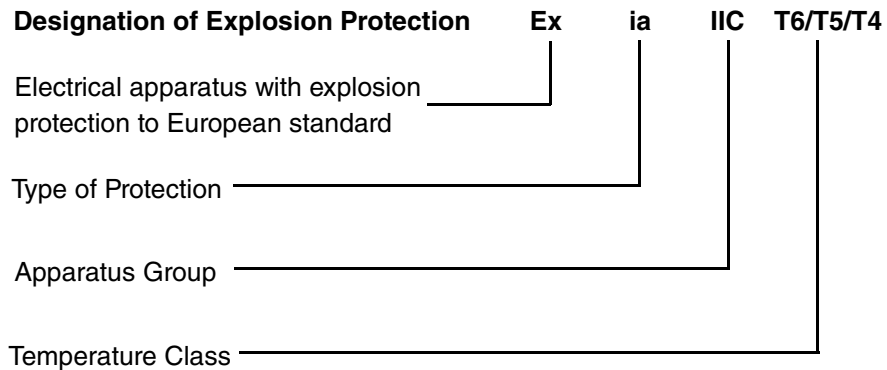 Designation of Explosion Protection Ex ia IIC T6/T5/T4
Electrical apparatus with explosion
protection to European standard
Type of Protection
Apparatus Group
Temperature Class